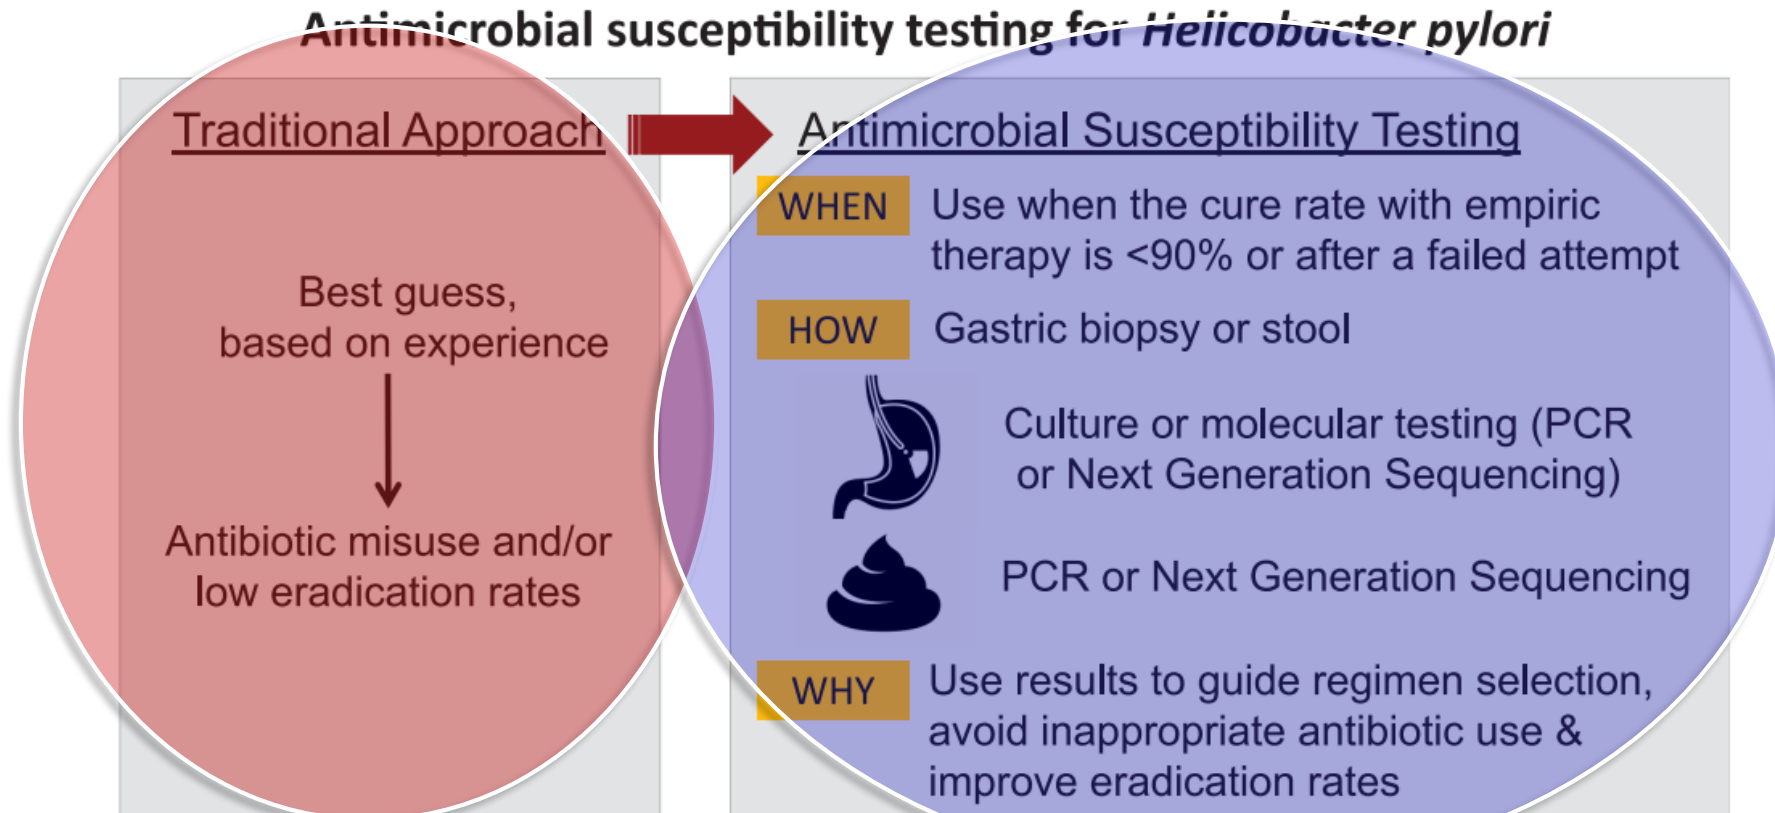 Antimicrobial susceptibility testing for Helicobacter pylori
Traditional Approach
Best guess,
based on experience
Antibiotic misuse and/or
low eradication rates
Antimicrobial Susceptibility Testing
WHEN Use when the cure rate with empiric
therapy is <90% or after a failed attempt
HOW Gastric biopsy or stool
Culture or molecular testing (PCR
or Next Generation Sequencing)
PCR or Next Generation Sequencing
WHY Use results to guide regimen selection,
avoid inappropriate antibiotic use &
improve eradication rates